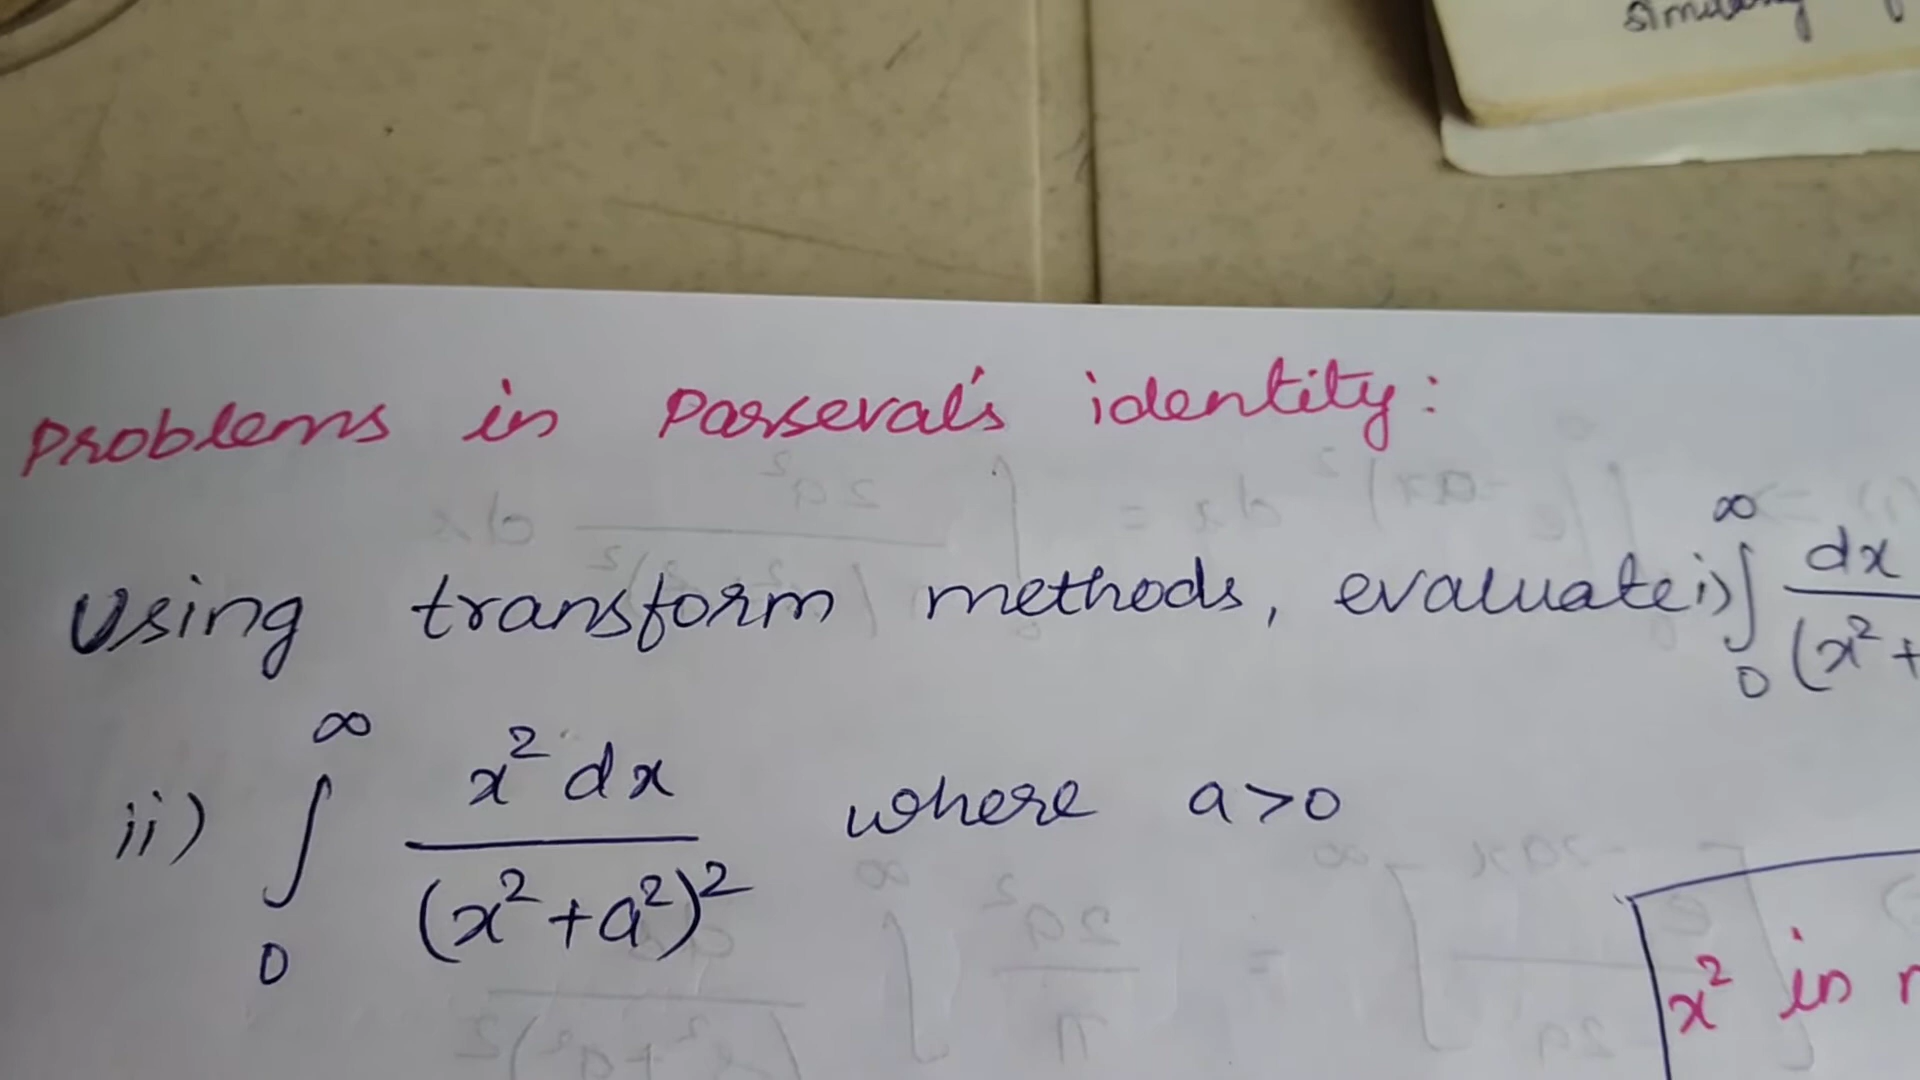 Problems in Parseval's identity:
Using transform methods, evaluate i) ∫₀^∞ dx / (x² +
ii) ∫₀^∞ x² dx / (x² + a²)² where a>0
x² in